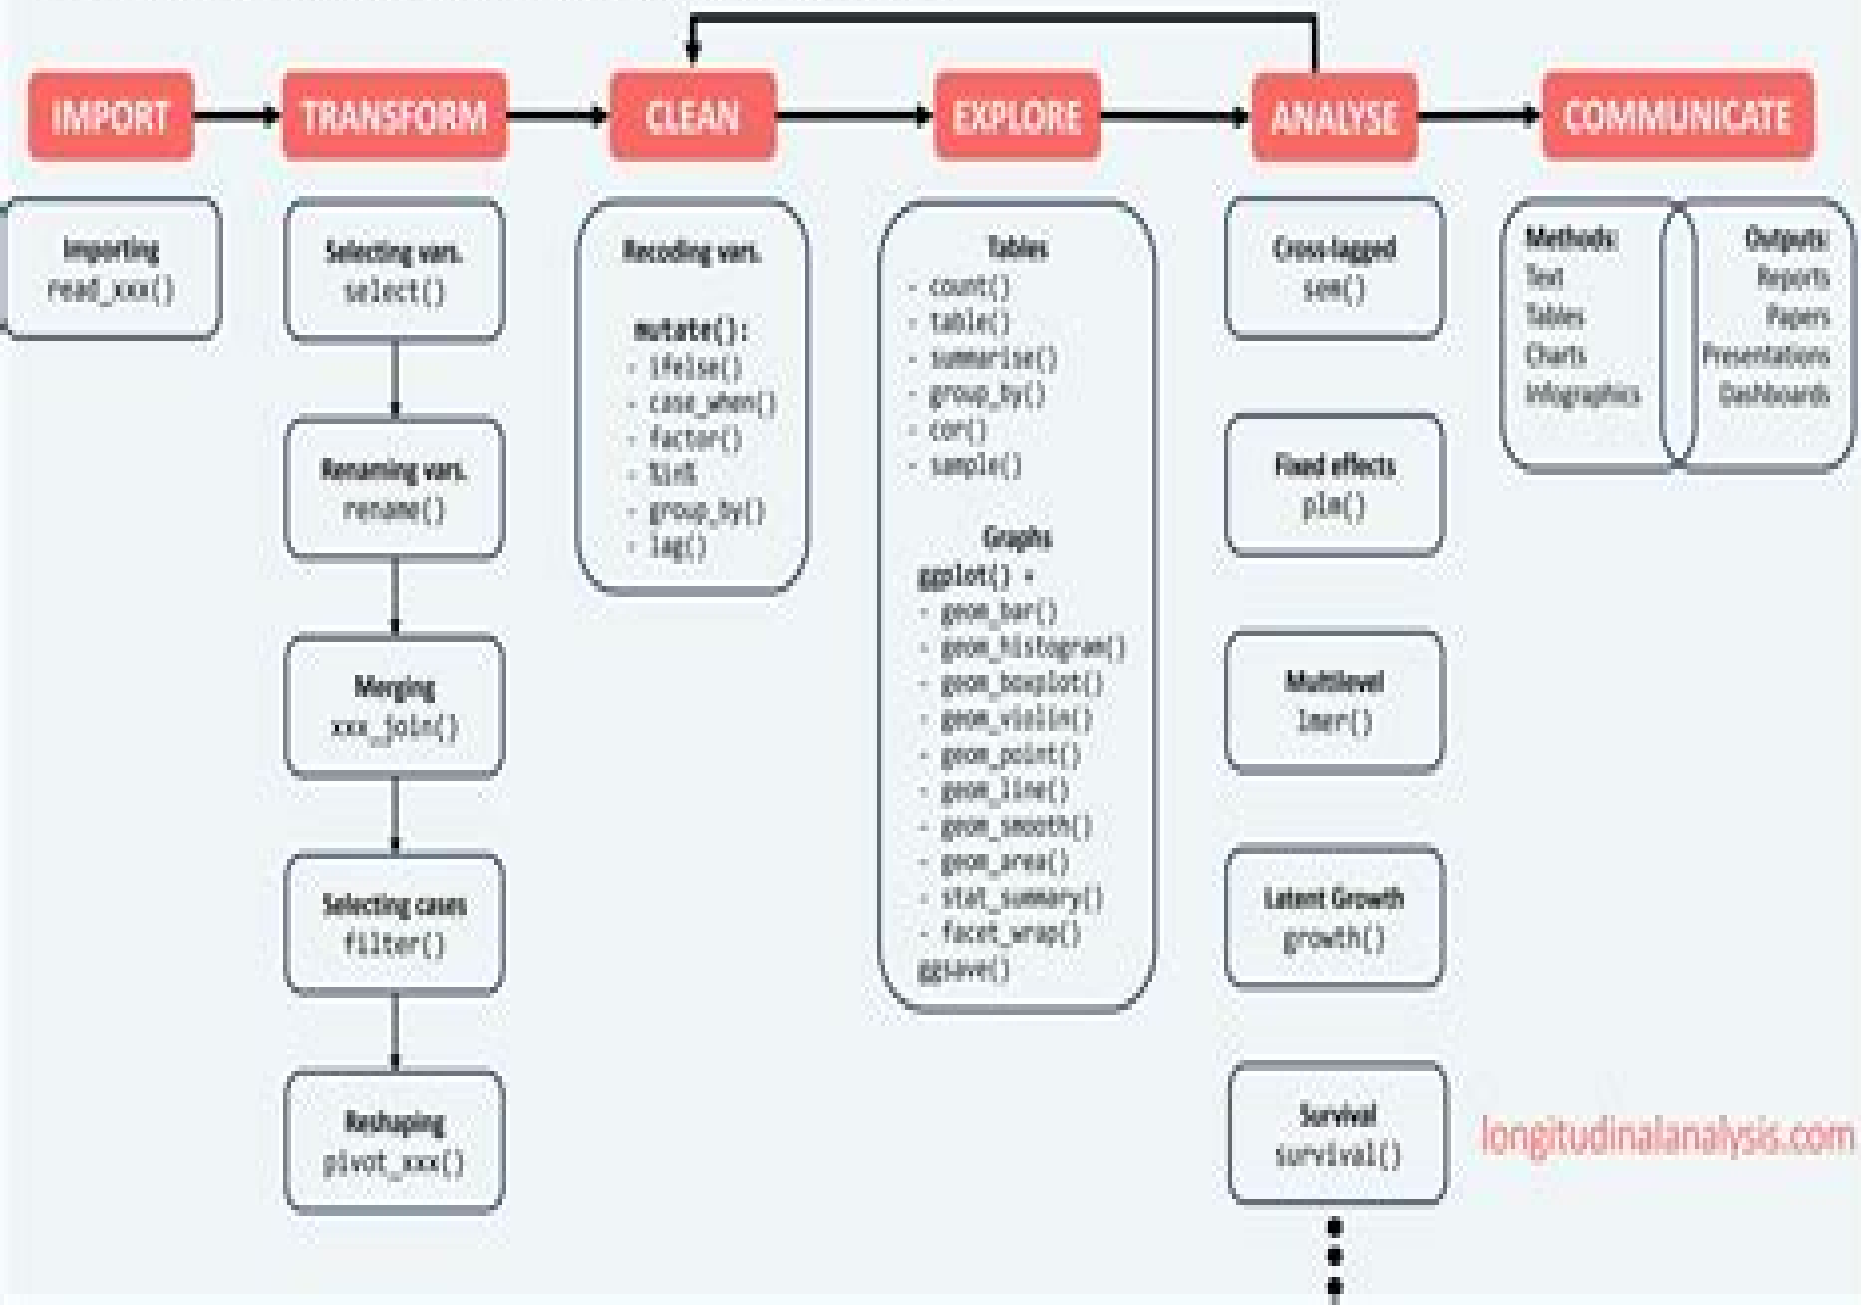 IMPORT
TRANSFORM
CLEAN
EXPLORE
ANALYSE
COMMUNICATE
Importing
read_xxx()
Selecting vars.
select()
Renaming vars.
rename()
Merging
xxx_join()
Selecting cases
filter()
Reshaping
pivot_xxx()
Recoding vars.
mutate():
- ifelse()
- case_when()
- factor()
- %in%
- group_by()
- lag()
Tables
- count()
- table()
- summarise()
- group_by()
- cor()
- sample()
Graphs
ggplot() +
- geom_bar()
- geom_histogram()
- geom_boxplot()
- geom_violin()
- geom_point()
- geom_line()
- geom_smooth()
- geom_area()
- stat_summary()
- facet_wrap()
ggsave()
Cross-lagged
sem()
Fixed effects
plm()
Multilevel
lmer()
Latent Growth
growth()
Survival
survival()
Methods:
Text
Tables
Charts
Infographics
Outputs:
Reports
Papers
Presentations
Dashboards
longitudinalanalysis.com